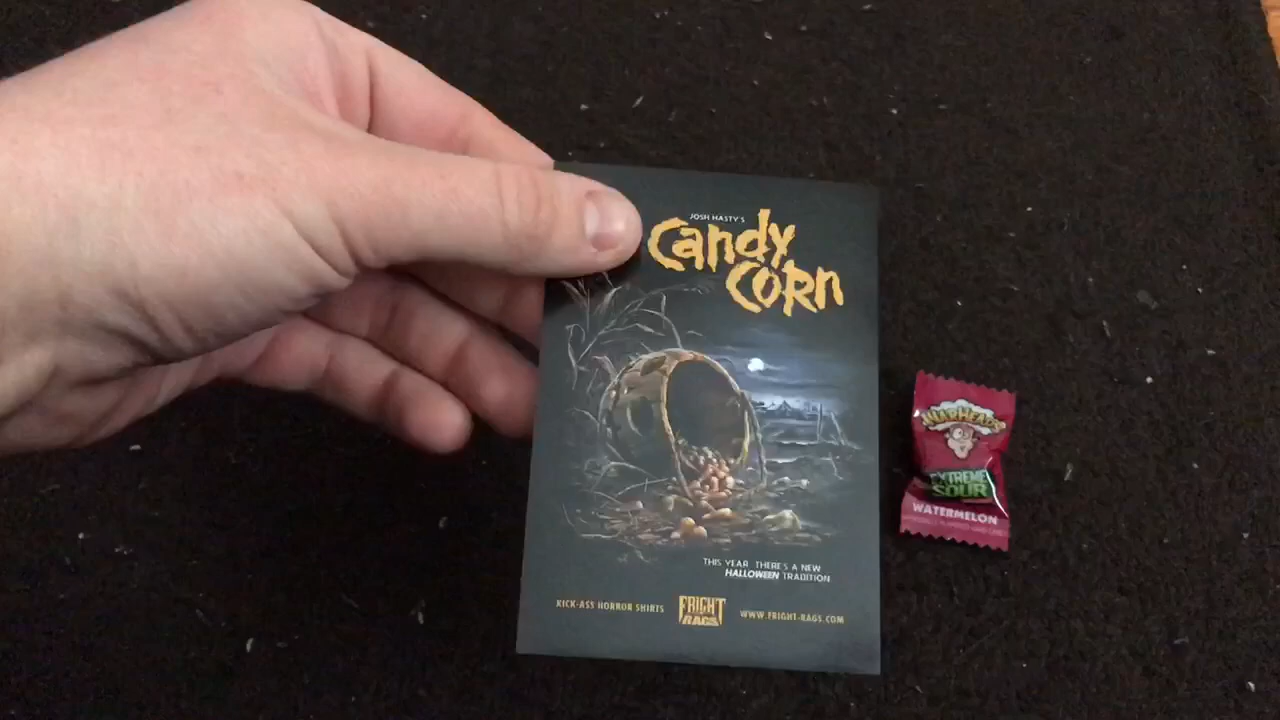 JOSH HASTY'S
Candy
CORN
THIS YEAR THERE'S A NEW
HALLOWEEN TRADITION
KICK-ASS HORROR SHIRTS
FRIGHT
RAGS
WWW.FRIGHT-RAGS.COM
WARHEADS
EXTREME
SOUR
WATERMELON